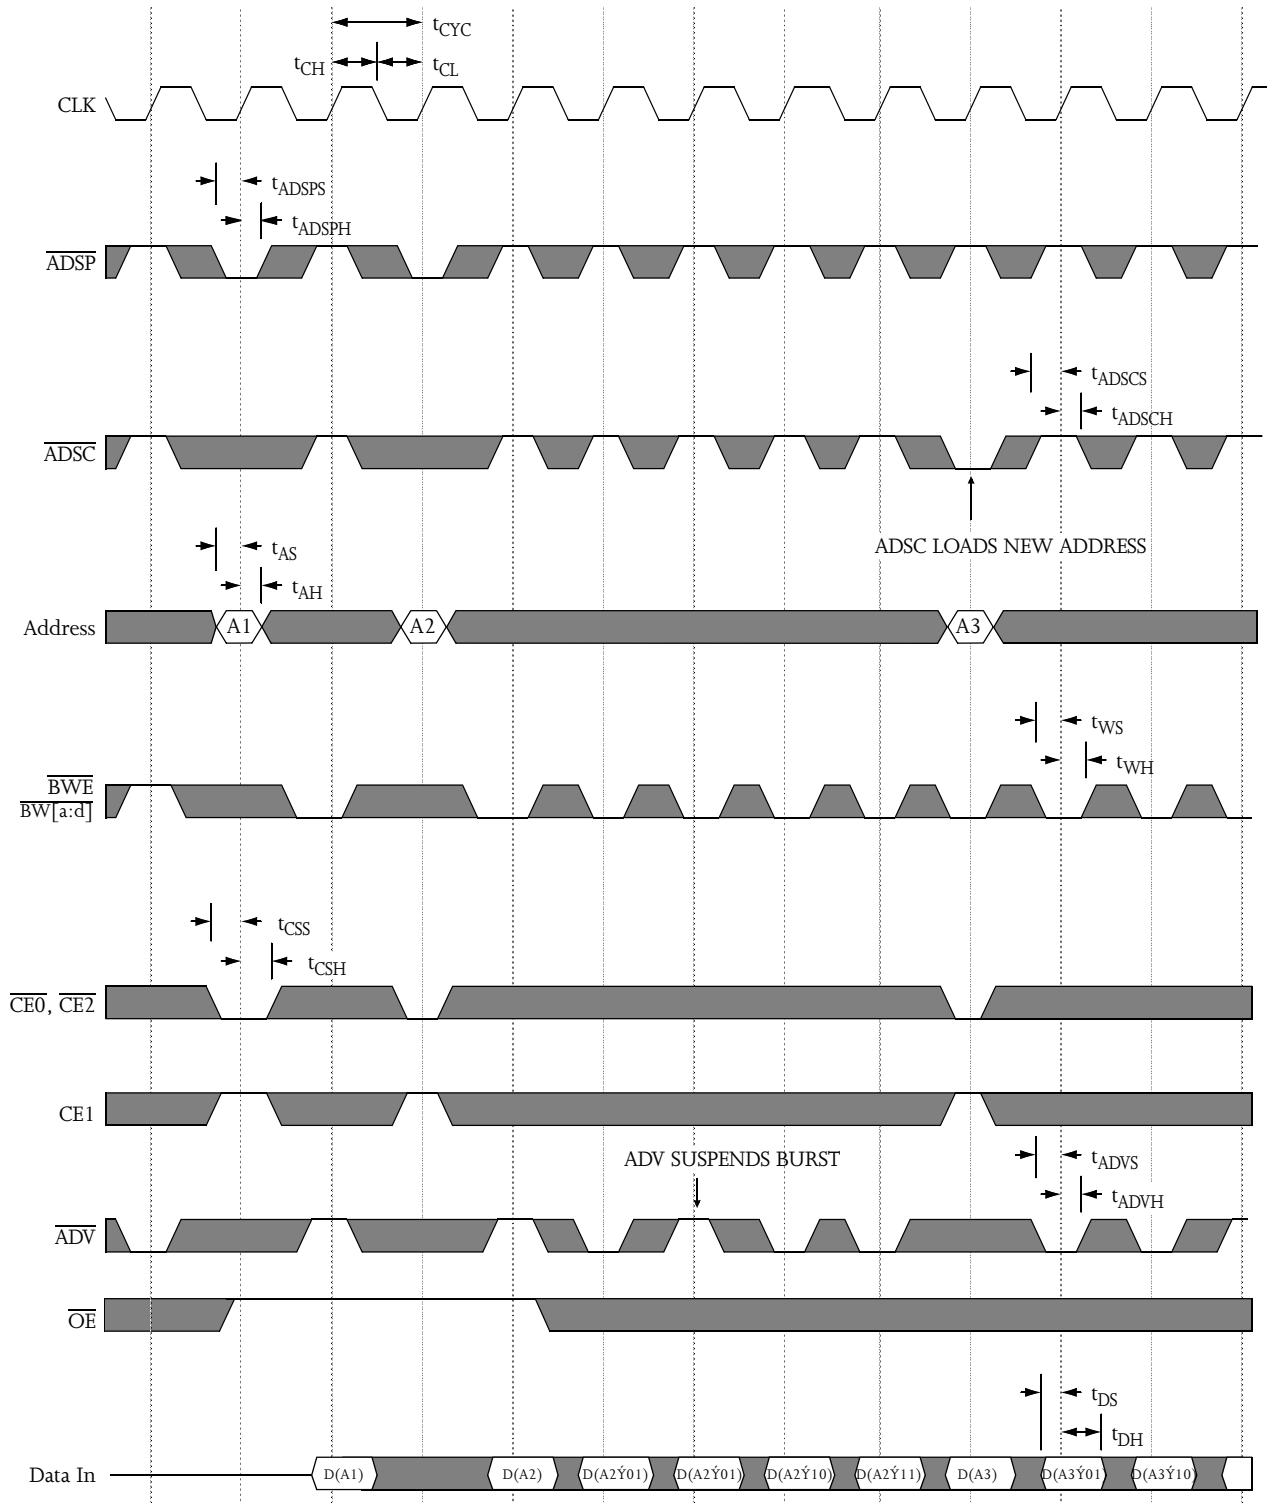 tCYC
tCH
tCL
CLK
tADSPS
tADSPH
ADSP
tADSCS
tADSCH
ADSC
ADSC LOADS NEW ADDRESS
tAS
tAH
Address
A1
A2
A3
tWS
tWH
BWE
BW[a:d]
tCSS
tCSH
CE0, CE2
CE1
ADV SUSPENDS BURST
tADVS
tADVH
ADV
OE
tDS
tDH
Data In
D(A1)
D(A2)
D(A2Ý01)
D(A2Ý01)
D(A2Ý10)
D(A2Ý11)
D(A3)
D(A3Ý01)
D(A3Ý10)